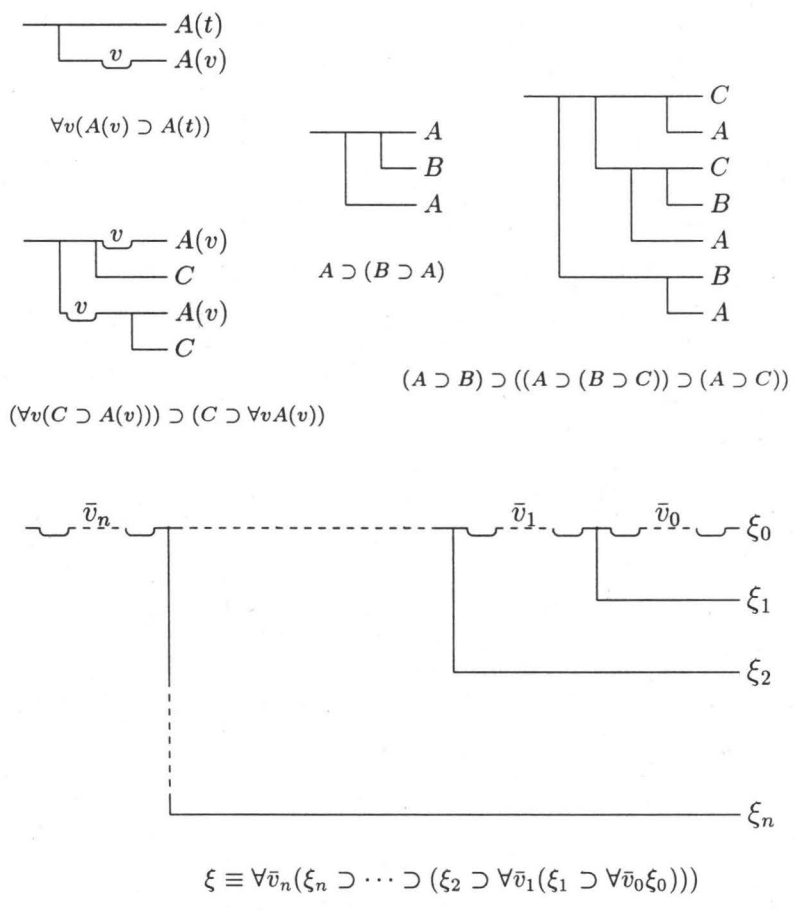 A(t)
v A(v)
∀v(A(v) ⊃ A(t))
v A(v)
C
v A(v)
C
(∀v(C ⊃ A(v))) ⊃ (C ⊃ ∀vA(v))
A
B
A
A ⊃ (B ⊃ A)
C
A
C
B
A
B
A
(A ⊃ B) ⊃ ((A ⊃ (B ⊃ C)) ⊃ (A ⊃ C))
v̄ₙ v̄₁ v̄₀ ξ₀
ξ₁
ξ₂
ξₙ
ξ ≡ ∀v̄ₙ(ξₙ ⊃ ⋯ ⊃ (ξ₂ ⊃ ∀v̄₁(ξ₁ ⊃ ∀v̄₀ξ₀)))